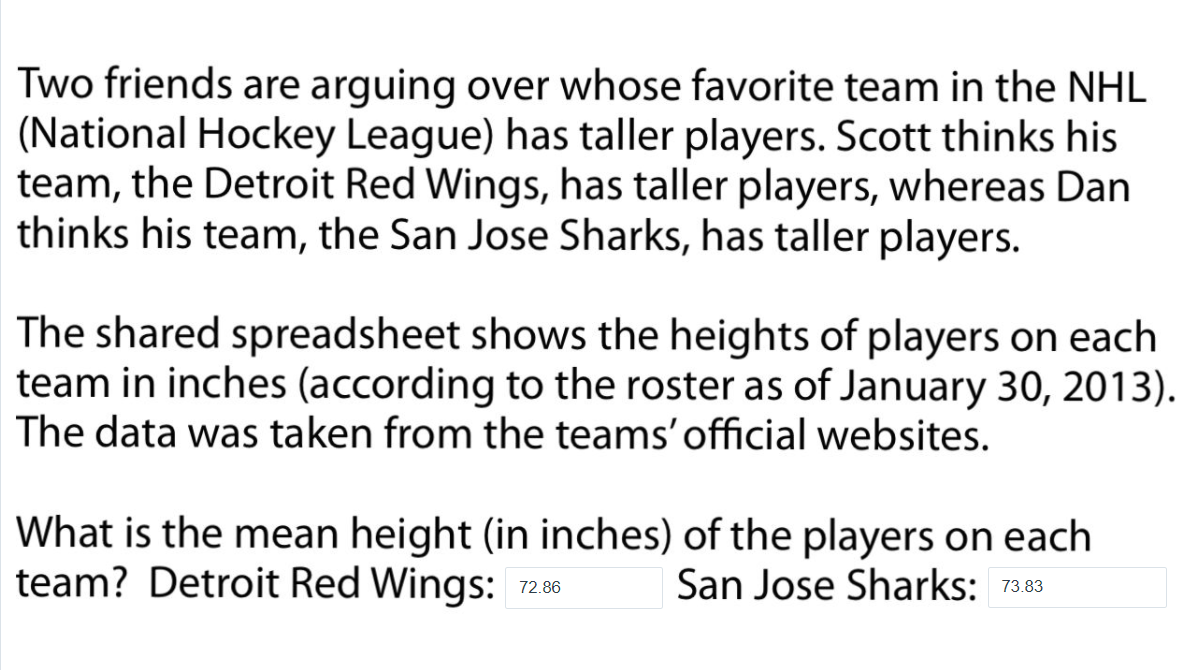 Two friends are arguing over whose favorite team in the NHL
(National Hockey League) has taller players. Scott thinks his
team, the Detroit Red Wings, has taller players, whereas Dan
thinks his team, the San Jose Sharks, has taller players.
The shared spreadsheet shows the heights of players on each
team in inches (according to the roster as of January 30, 2013).
The data was taken from the teams’ official websites.
What is the mean height (in inches) of the players on each
team? Detroit Red Wings: 72.86 San Jose Sharks: 73.83